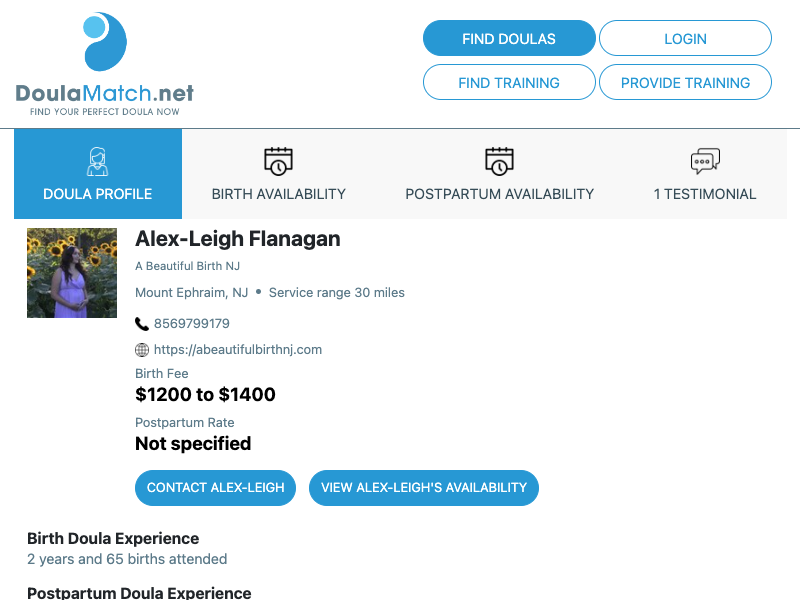 DoulaMatch.net
FIND YOUR PERFECT DOULA NOW
FIND DOULAS
LOGIN
FIND TRAINING
PROVIDE TRAINING
DOULA PROFILE
BIRTH AVAILABILITY
POSTPARTUM AVAILABILITY
1 TESTIMONIAL
Alex-Leigh Flanagan
A Beautiful Birth NJ
Mount Ephraim, NJ • Service range 30 miles
8569799179
https://abeautifulbirthnj.com
Birth Fee
$1200 to $1400
Postpartum Rate
Not specified
CONTACT ALEX-LEIGH
VIEW ALEX-LEIGH'S AVAILABILITY
Birth Doula Experience
2 years and 65 births attended
Postpartum Doula Experience